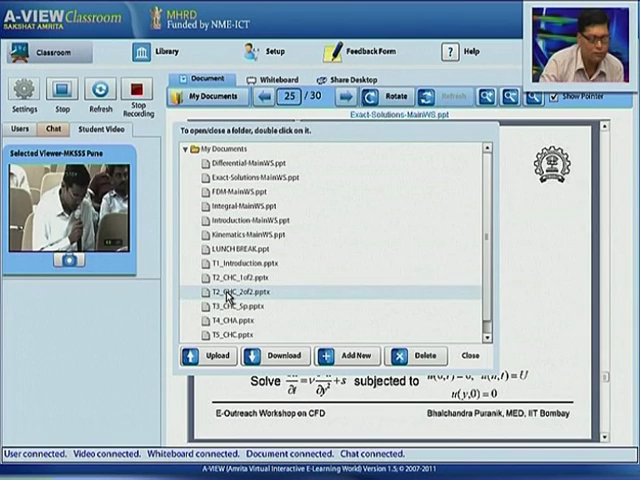 A-VIEW Classroom
SAKSHAT AMRITA
MHRD
Funded by NME-ICT
Classroom
Library
Setup
Feedback Form
? Help
Settings
Stop
Refresh
Stop Recording
Document
Whiteboard
Share Desktop
My Documents
25 / 30
Rotate
Refresh
Show Pointer
Exact-Solutions-MainWS.ppt
Users
Chat
Student Video
Selected Viewer-MKSSS Pune
To open/close a folder, double click on it.
My Documents
Differential-MainWS.ppt
Exact-Solutions-MainWS.ppt
FDM-MainWS.ppt
Integral-MainWS.ppt
Introduction-MainWS.ppt
Kinematics-MainWS.ppt
LUNCH BREAK.ppt
T1_Introduction.pptx
T2_CHC_1of2.pptx
T2_CHC_2of2.pptx
T3_CHC_Sp.pptx
T4_CHA.pptx
T5_CHC.pptx
Upload
Download
Add New
Delete
Close
Solve
∂t = ν ∂y² + s subjected to
u(y,0) = 0
E-Outreach Workshop on CFD
Bhalchandra Puranik, MED, IIT Bombay
User connected. Video connected. Whiteboard connected. Document connected. Chat connected.
A-VIEW (Amrita Virtual Interactive E-Learning World) Version 1.5; © 2007-2011